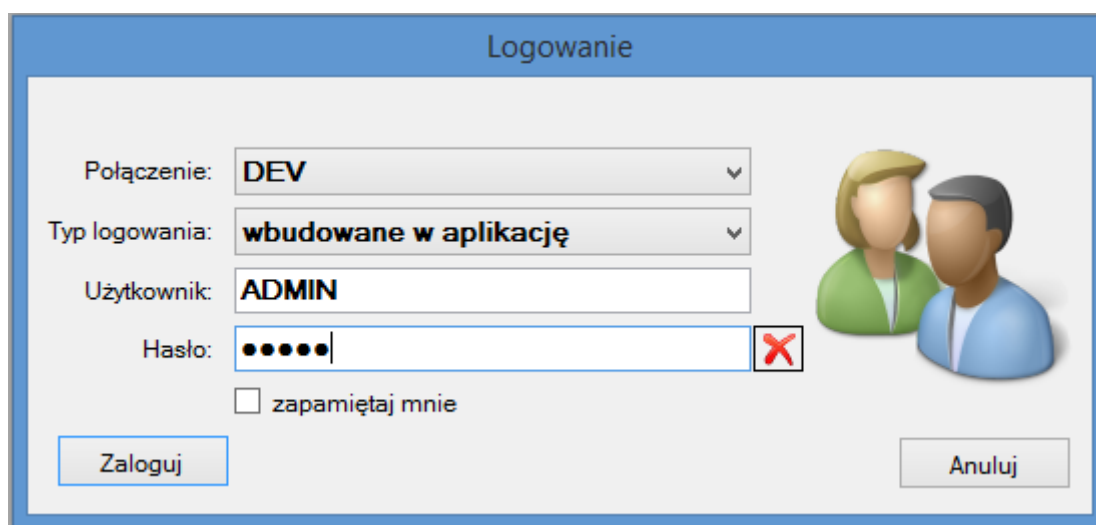 Logowanie
Połączenie: DEV
Typ logowania: wbudowane w aplikację
Użytkownik: ADMIN
Hasło: ●●●●●
zapamiętaj mnie
Zaloguj Anuluj